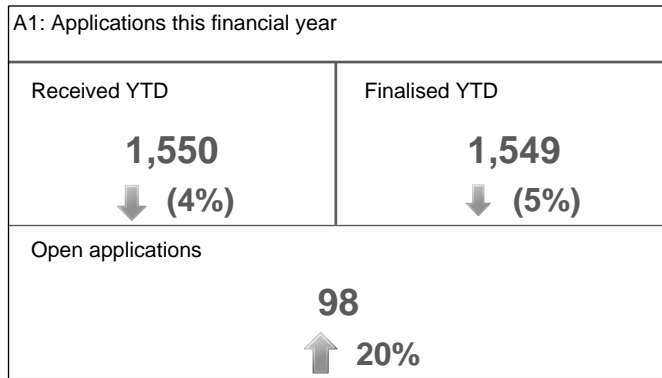 A1: Applications this financial year
Received YTD
Finalised YTD
1,550
1,549
(4%)
(5%)
Open applications
98
20%